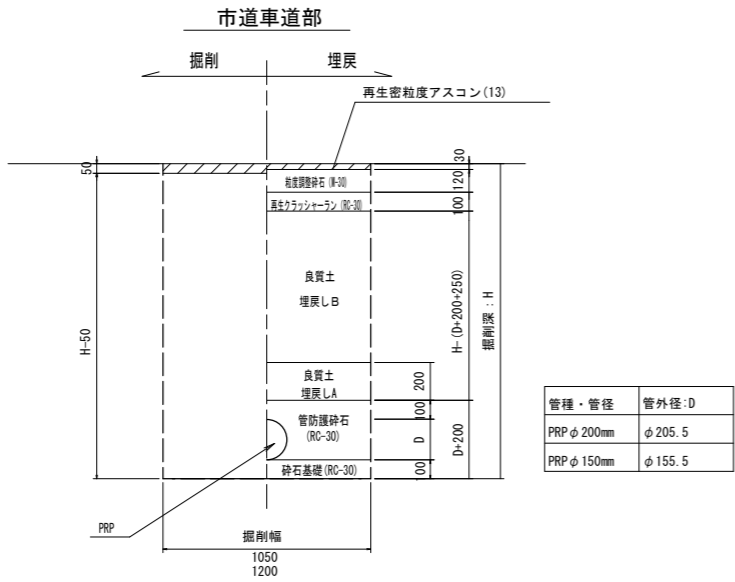 市道車道部
掘削
埋戻
再生密粒度アスコン(13)
50
30
粒度調整砕石(M-30)
120
再生クラッシャーラン(RC-30)
100
良質土
埋戻しB
H-50
H-(D+200+250)
掘削深:H
良質土
埋戻しA
200
管防護砕石
(RC-30)
100
D
D+200
砕石基礎(RC-30)
100
PRP
掘削幅
1050
1200
管種・管径 管外径:D
PRPφ200mm φ205.5
PRPφ150mm φ155.5